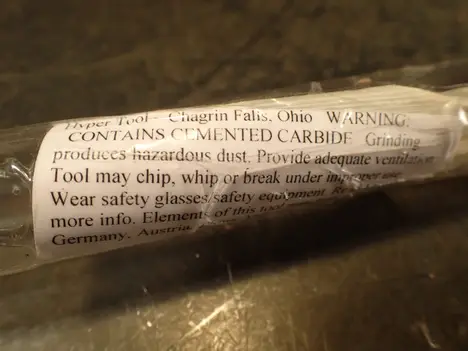 Hyper Tool - Chagrin Falls, Ohio WARNING:
CONTAINS CEMENTED CARBIDE Grinding
produces hazardous dust. Provide adequate ventilation
Tool may chip, whip or break under improper use
Wear safety glasses/safety equipment.
more info. Elements of this tool
Germany, Austria,